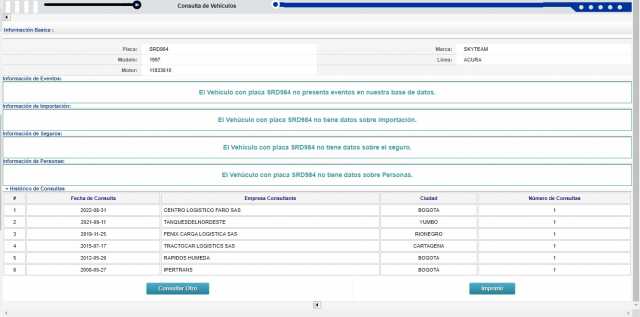 Consulta de Vehículos
Información Basica :
Placa: SRD984 Marca: SKYTEAM
Modelo: 1997 Línea: ACURA
Motor: 11833610
Información de Eventos:
El Vehículo con placa SRD984 no presenta eventos en nuestra base de datos.
Información de Importación:
El Vehículo con placa SRD984 no tiene datos sobre importación.
Información de Seguros:
El Vehículo con placa SRD984 no tiene datos sobre el seguro.
Información de Personas:
El Vehículo con placa SRD984 no tiene datos sobre Personas.
Histórico de Consultas
# Fecha de Consulta Empresa Consultante Ciudad Número de Consultas
1 2022-08-31 CENTRO LOGISTICO FARO SAS BOGOTA 1
2 2021-09-11 TANQUESDELNORDESTE YUMBO 1
3 2019-11-25 FENIX CARGA LOGISTICA SAS RIONEGRO 1
4 2015-07-17 TRACTOCAR LOGISTICS SAS CARTAGENA 1
5 2012-05-29 RAPIDOS HUMEDA BOGOTA 1
6 2008-05-27 IPERTRANS BOGOTA 1
Consultar Otro Imprimir